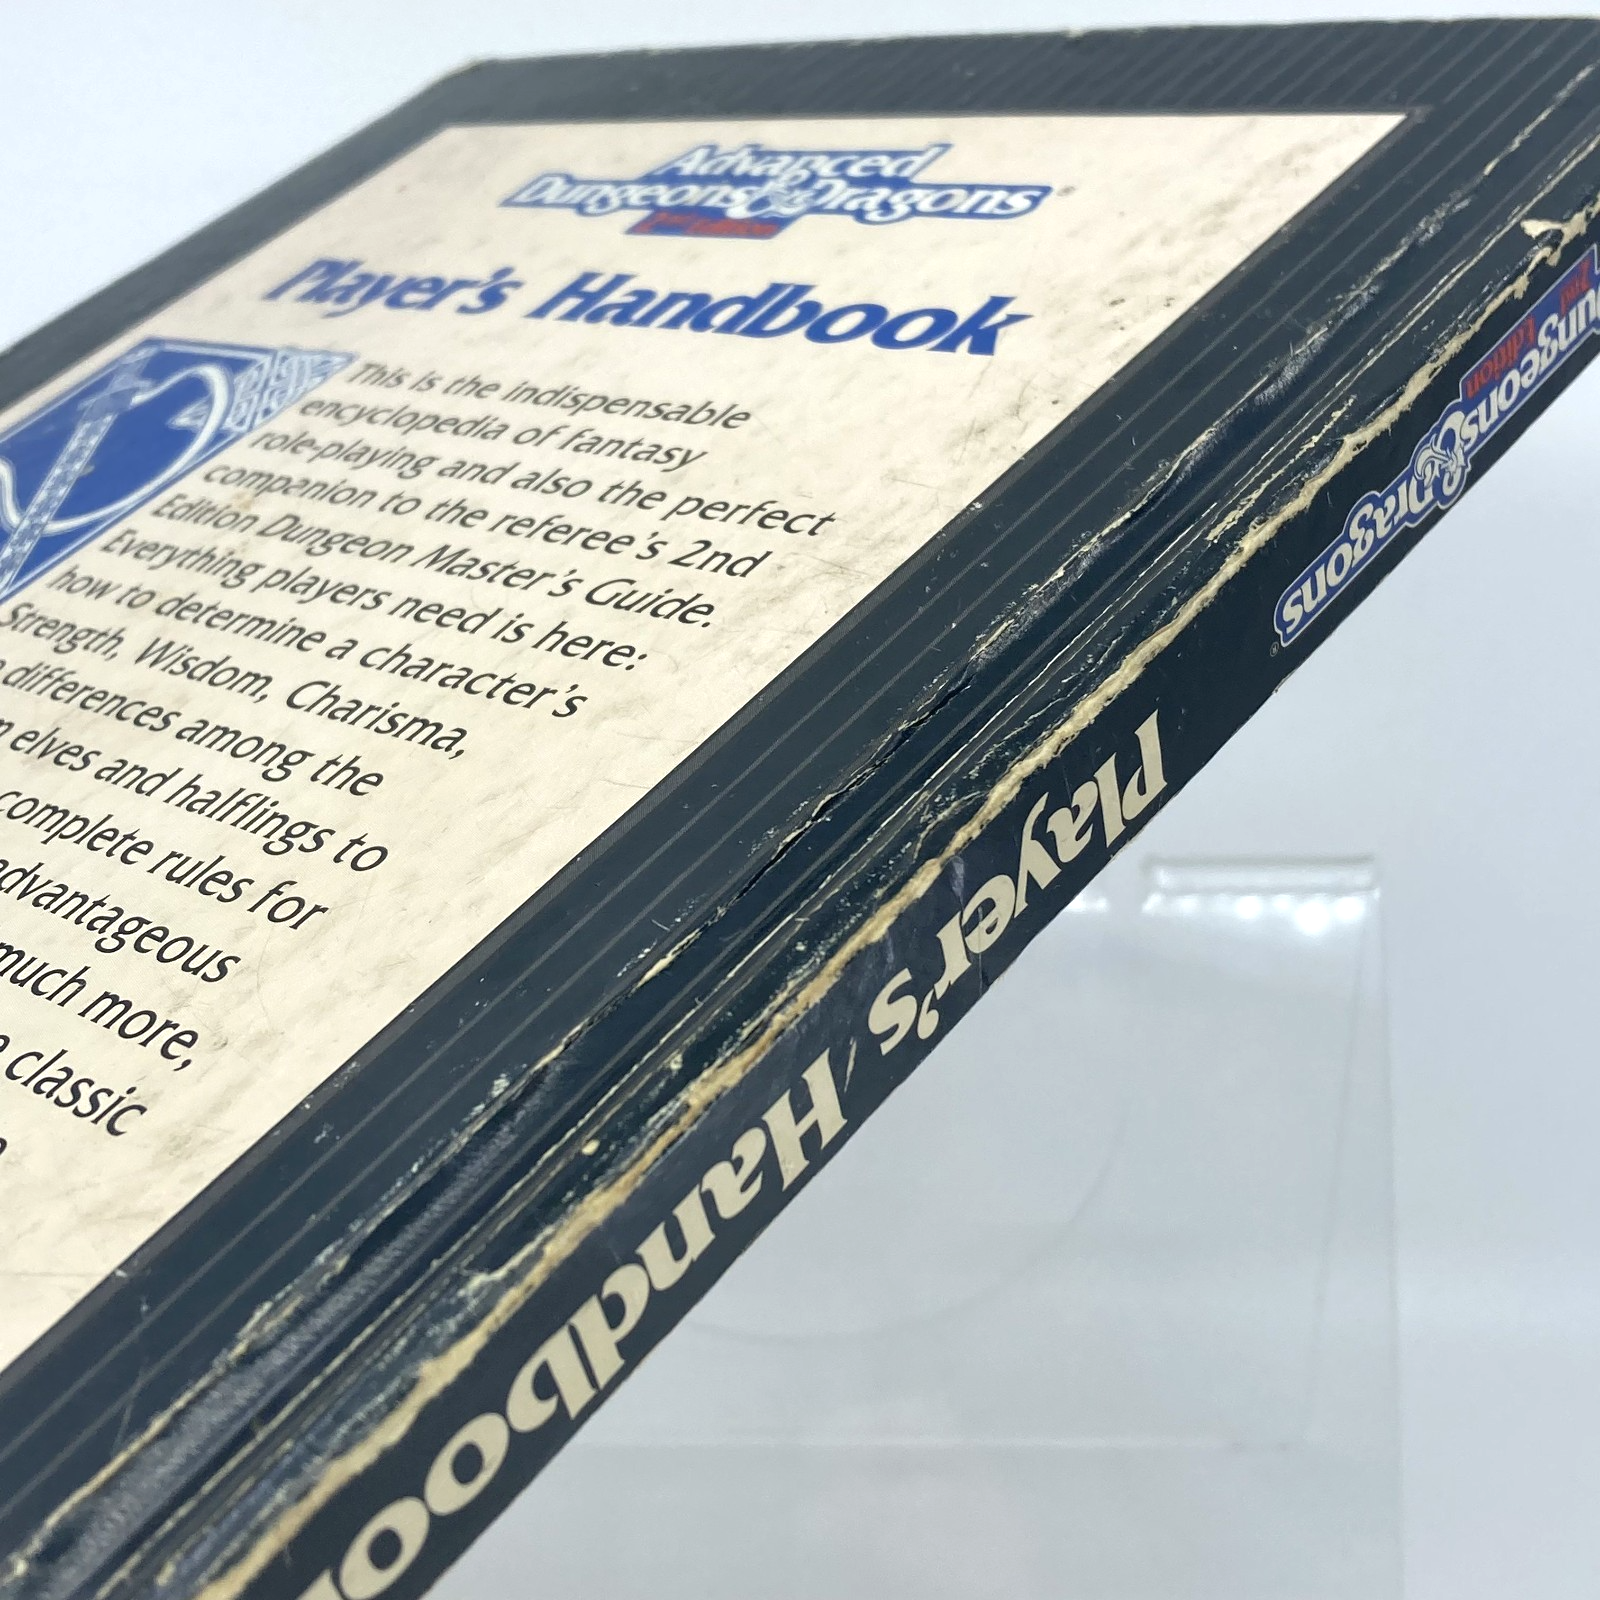 Advanced
Dungeons & Dragons®
2nd Edition
Player's Handbook
This is the indispensable
encyclopedia of fantasy
role-playing and also the perfect
companion to the referee's 2nd
Edition Dungeon Master's Guide.
Everything players need is here:
how to determine a character's
Strength, Wisdom, Charisma,
differences among the
elves and halflings to
complete rules for
advantageous
much more,
classic
Dungeons & Dragons®
2nd Edition
Player's Handbook